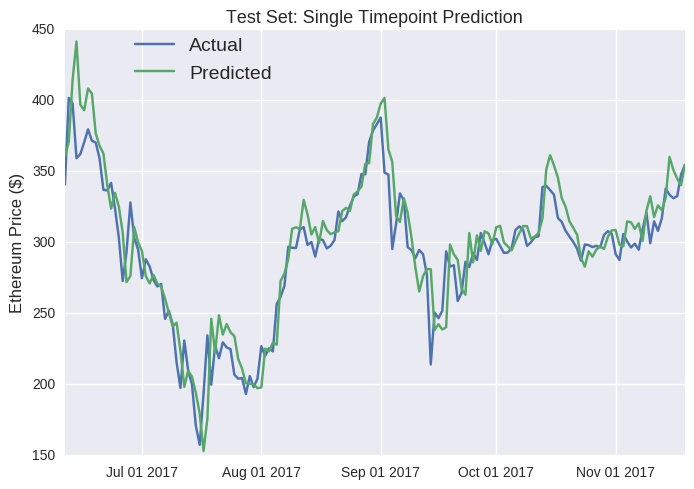 Test Set: Single Timepoint Prediction
Actual
Predicted
Ethereum Price ($)
450
400
350
300
250
200
150
Jul 01 2017
Aug 01 2017
Sep 01 2017
Oct 01 2017
Nov 01 2017